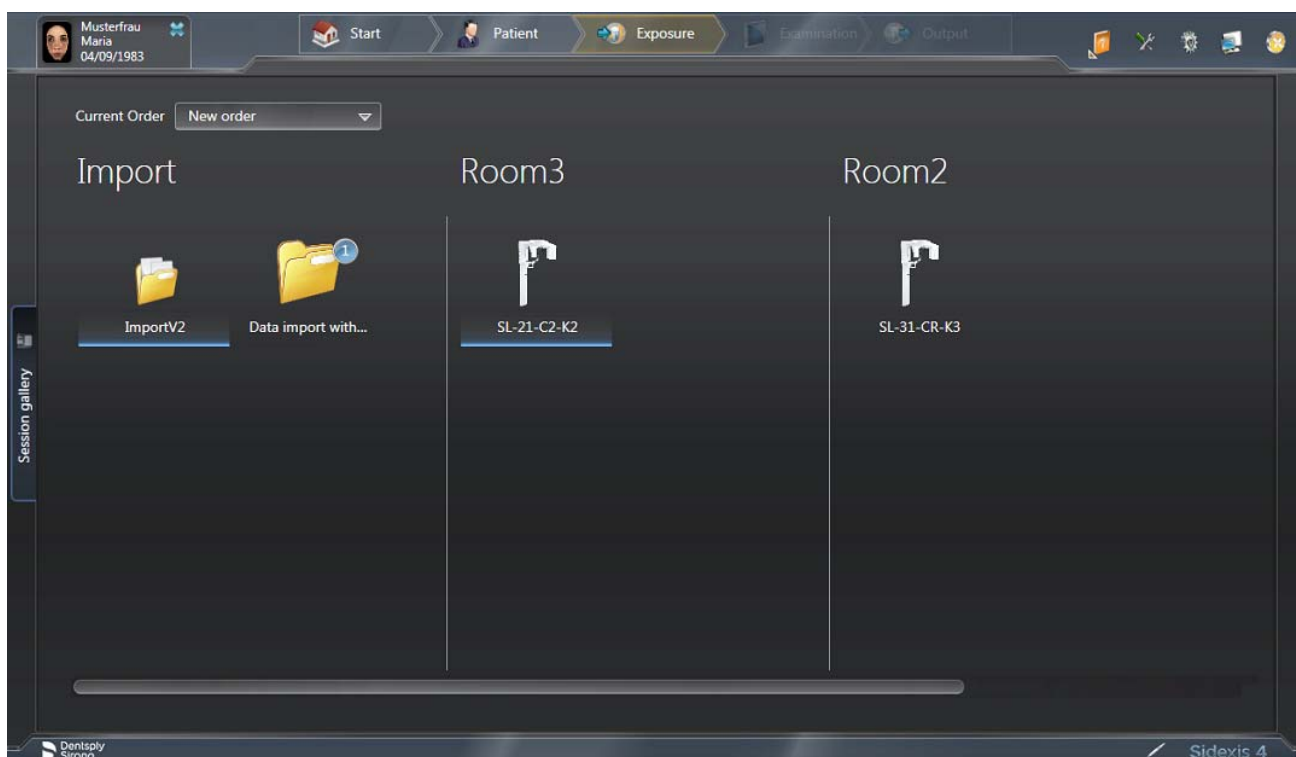 Musterfrau
Maria
04/09/1983
Start
Patient
Exposure
Examination
Output
Current Order New order
Import
Room3
Room2
1
ImportV2
Data import with...
SL-21-C2-K2
SL-31-CR-K3
Session gallery
Dentsply
Sirona
Sidexis 4